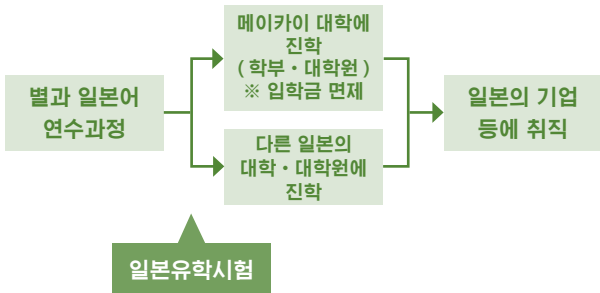 별과 일본어
연수과정
메이카이 대학에
진학
( 학부・대학원 )
※ 입학금 면제
다른 일본의
대학・대학원에
진학
일본의 기업
등에 취직
일본유학시험